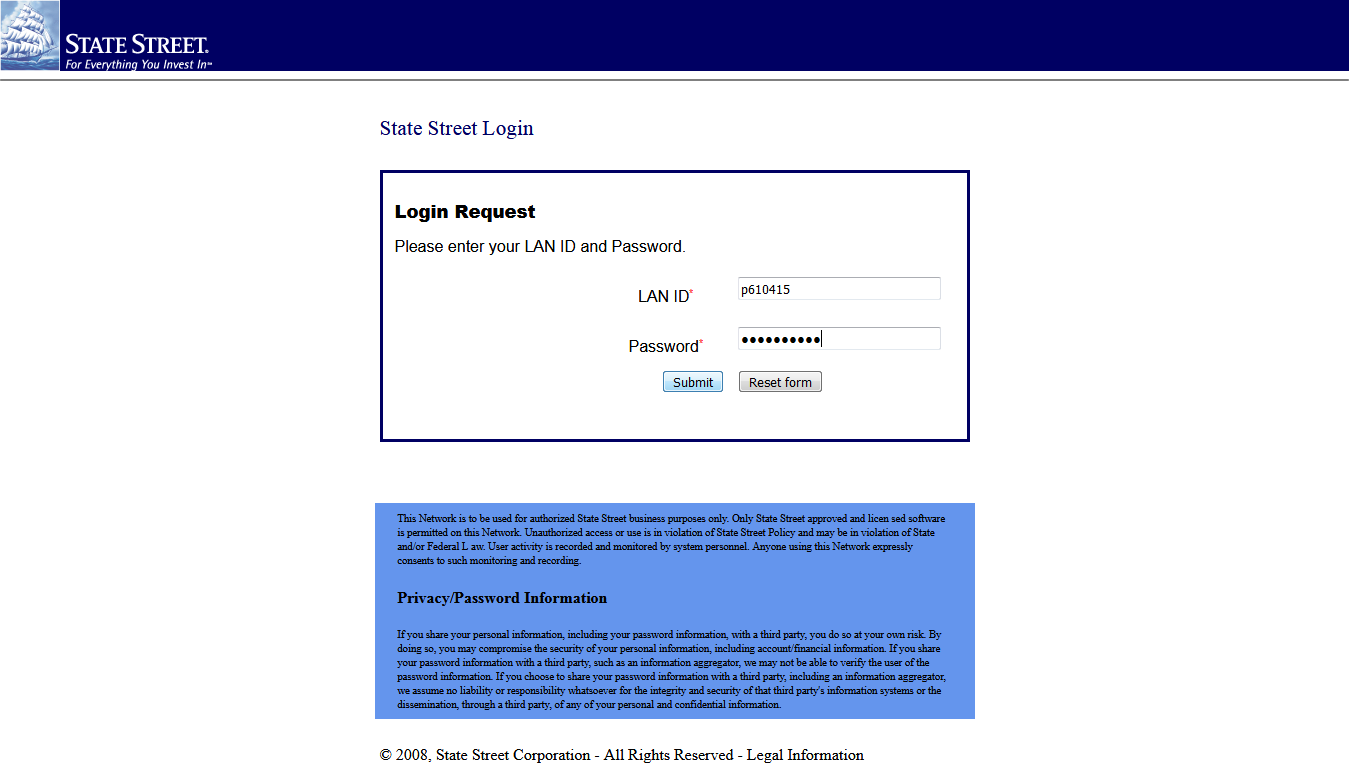 STATE STREET.
For Everything You Invest In℠
State Street Login
Login Request
Please enter your LAN ID and Password.
LAN ID*
p610415
Password*
••••••••••
Submit
Reset form
This Network is to be used for authorized State Street business purposes only. Only State Street approved and licen sed software
is permitted on this Network. Unauthorized access or use is in violation of State Street Policy and may be in violation of State
and/or Federal L aw. User activity is recorded and monitored by system personnel. Anyone using this Network expressly
consents to such monitoring and recording.
Privacy/Password Information
If you share your personal information, including your password information, with a third party, you do so at your own risk. By
doing so, you may compromise the security of your personal information, including account/financial information. If you share
your password information with a third party, such as an information aggregator, we may not be able to verify the user of the
password information. If you choose to share your password information with a third party, including an information aggregator,
we assume no liability or responsibility whatsoever for the integrity and security of that third party's information systems or the
dissemination, through a third party, of any of your personal and confidential information.
© 2008, State Street Corporation - All Rights Reserved - Legal Information